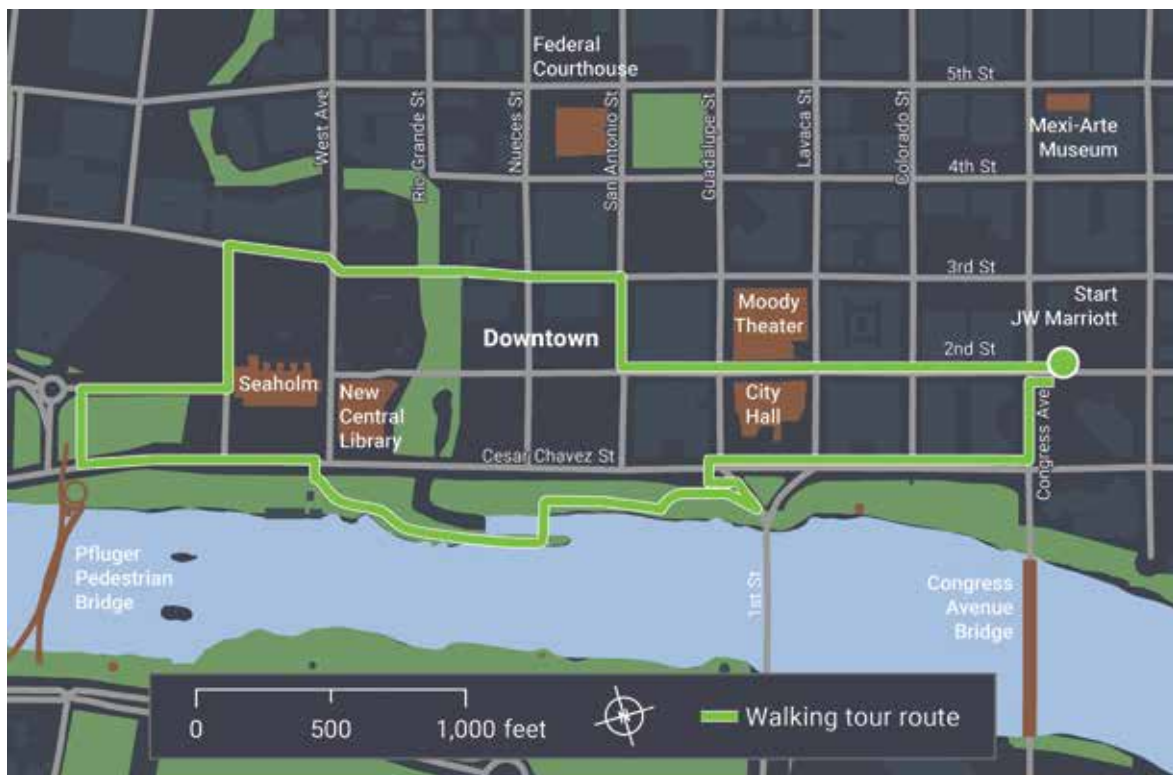 Federal
Courthouse
5th St
West Ave
Rio Grande St
Nueces St
San Antonio St
Guadalupe St
Lavaca St
Colorado St
Mexi-Arte
Museum
4th St
3rd St
Start
JW Marriott
Moody
Theater
Downtown
2nd St
Seaholm
New
Central
Library
City
Hall
Cesar Chavez St
Congress Ave
Pfluger
Pedestrian
Bridge
1st St
Congress
Avenue
Bridge
0 500 1,000 feet
N
Walking tour route